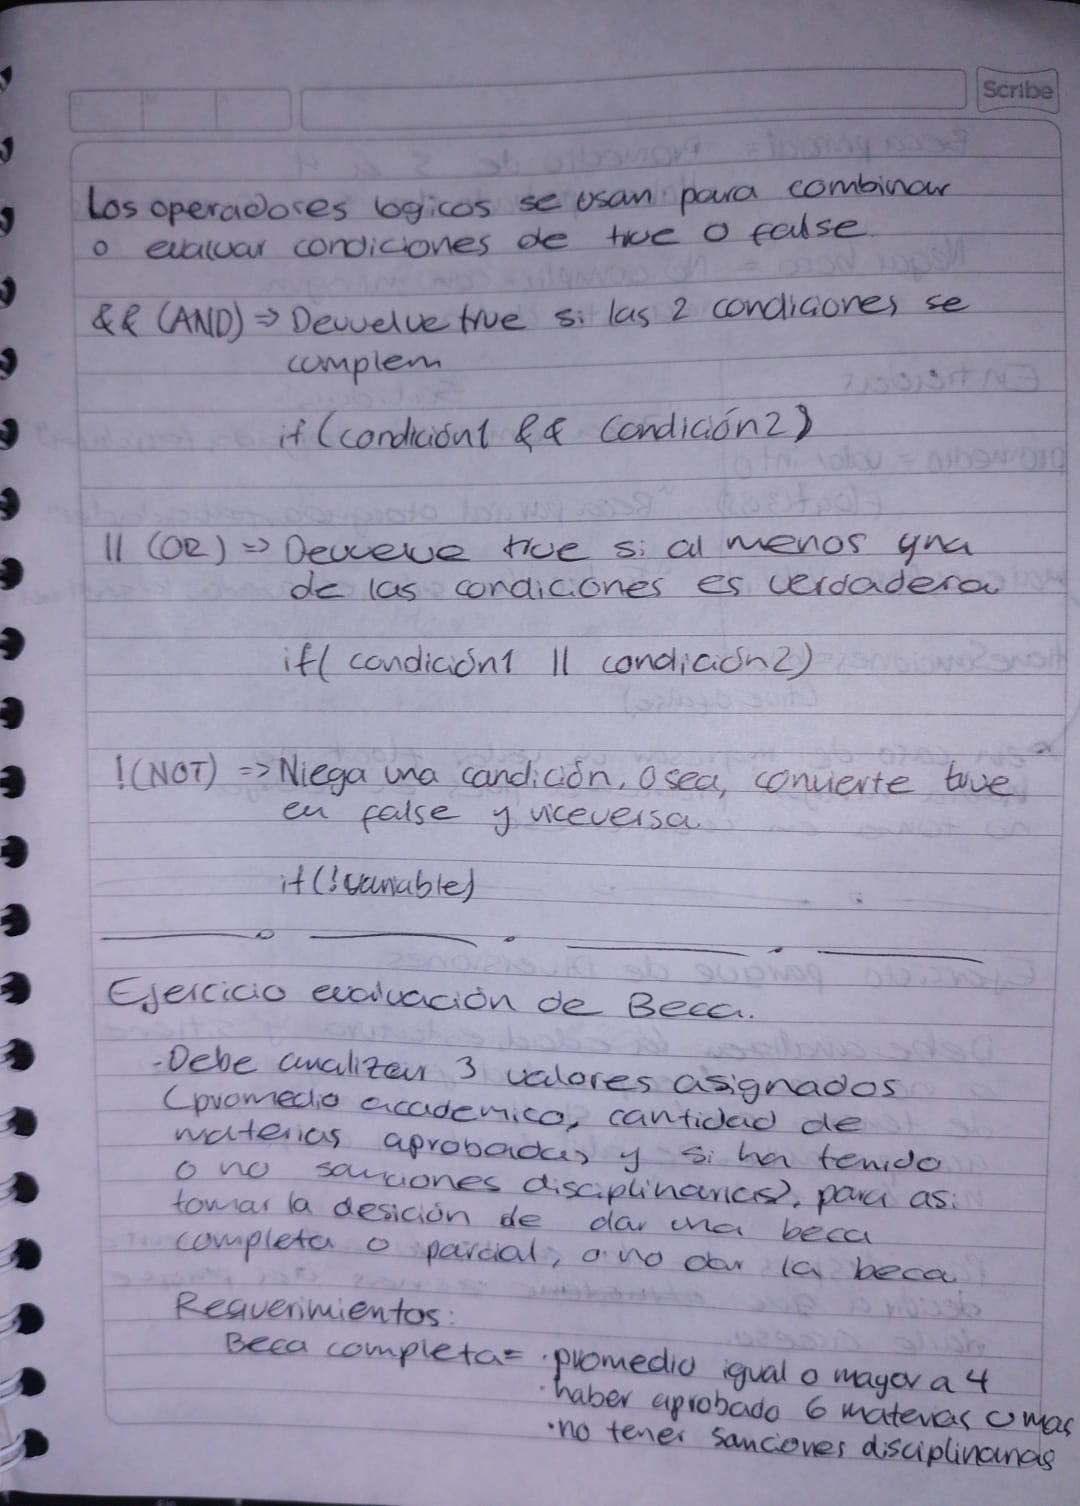 Scribe
Los operadores logicos se usan para combinar
o evaluar condiciones de true o false.
&& (AND) => Devuelve true si las 2 condiciones se
cumplem
if (condición1 && condición2)
|| (OR) => Devuelve true si al menos una
de las condiciones es verdadera
if( condición1 || condición2)
!(NOT) => Niega una condición, osea, convierte true
en false y viceversa
if(!variable)
Ejercicio evaluación de Beca.
-Debe analizar 3 valores asignados
(promedio academico, cantidad de
materias aprobadas y si ha tenido
o no sanciones disciplinarias), para asi
tomar la desición de dar una beca
completa o parcial, o no dar la beca
Requerimientos:
Beca completa= ·promedio igual o mayor a 4
·haber aprobado 6 materias o mas
·no tener sanciones disciplinarias